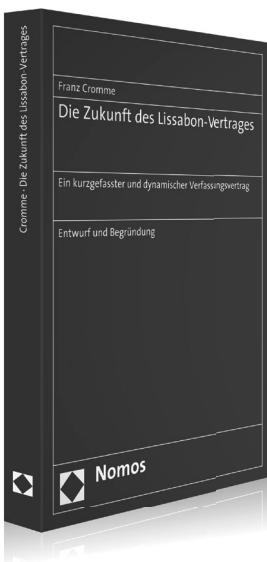 Cromme · Die Zukunft des Lissabon-Vertrages
Franz Cromme
Die Zukunft des Lissabon-Vertrages
Ein kurzgefasster und dynamischer Verfassungsvertrag
Entwurf und Begründung
Nomos